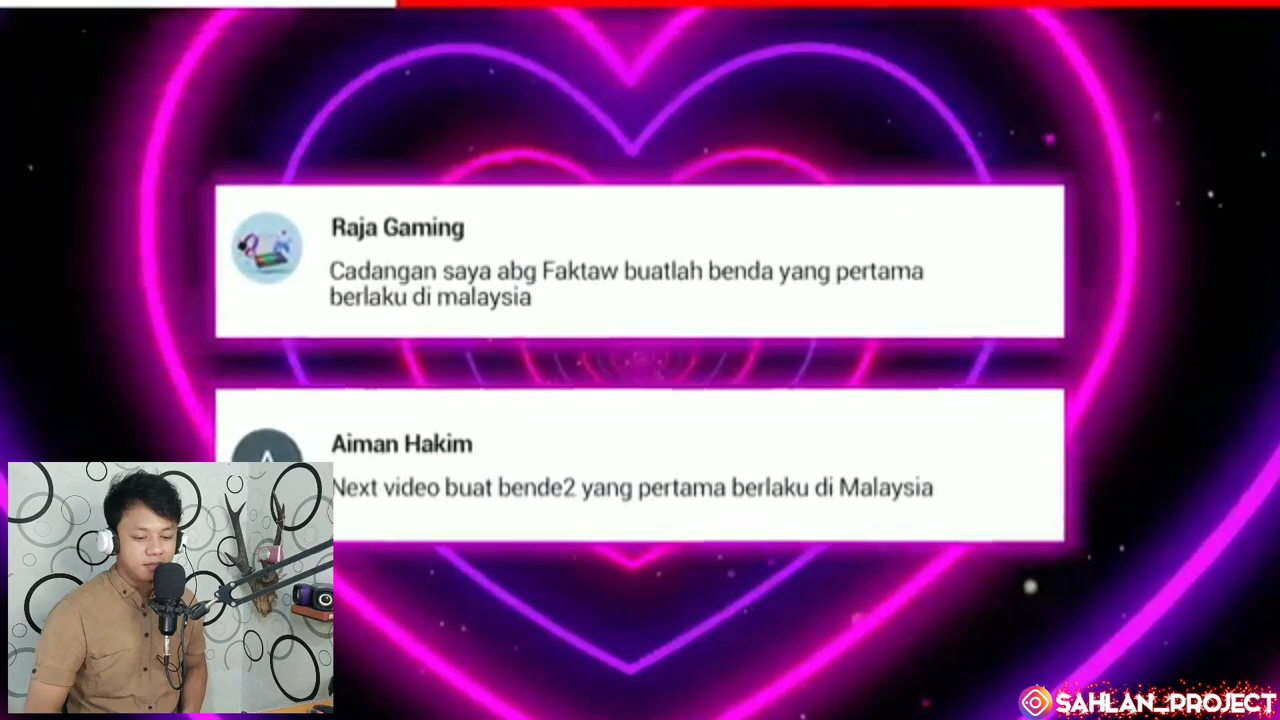 Raja Gaming
Cadangan saya abg Faktaw buatlah benda yang pertama
berlaku di malaysia
Aiman Hakim
Next video buat bende2 yang pertama berlaku di Malaysia
SAHLAN_PROJECT